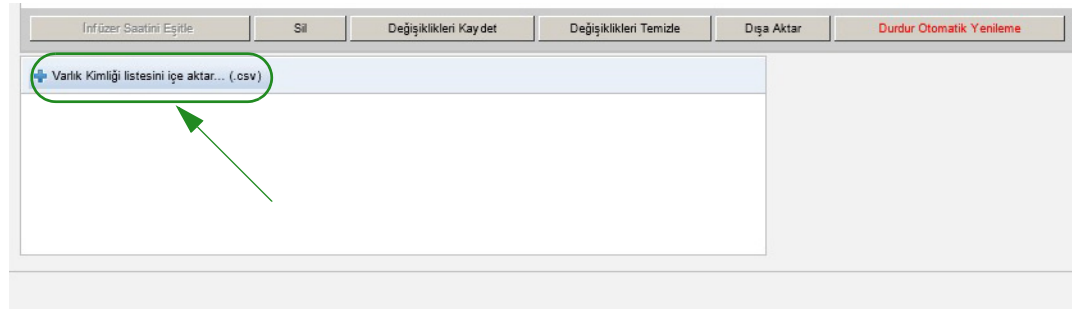 İnfüzer Saatini Eşitle Sil Değişiklikleri Kaydet Değişiklikleri Temizle Dışa Aktar Durdur Otomatik Yenileme
Varlık Kimliği listesini içe aktar... (.csv)